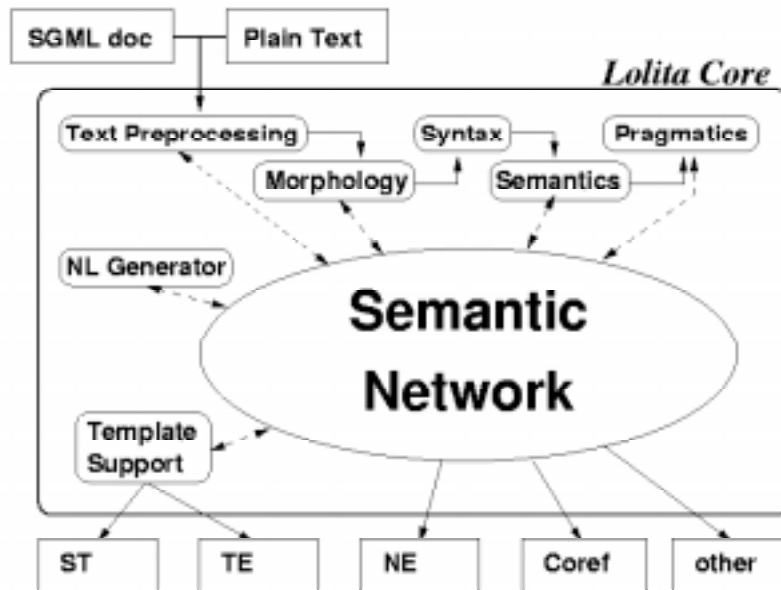 SGML doc
Plain Text
Lolita Core
Text Preprocessing
Syntax
Pragmatics
Morphology
Semantics
NL Generator
Semantic
Network
Template
Support
ST
TE
NE
Coref
other